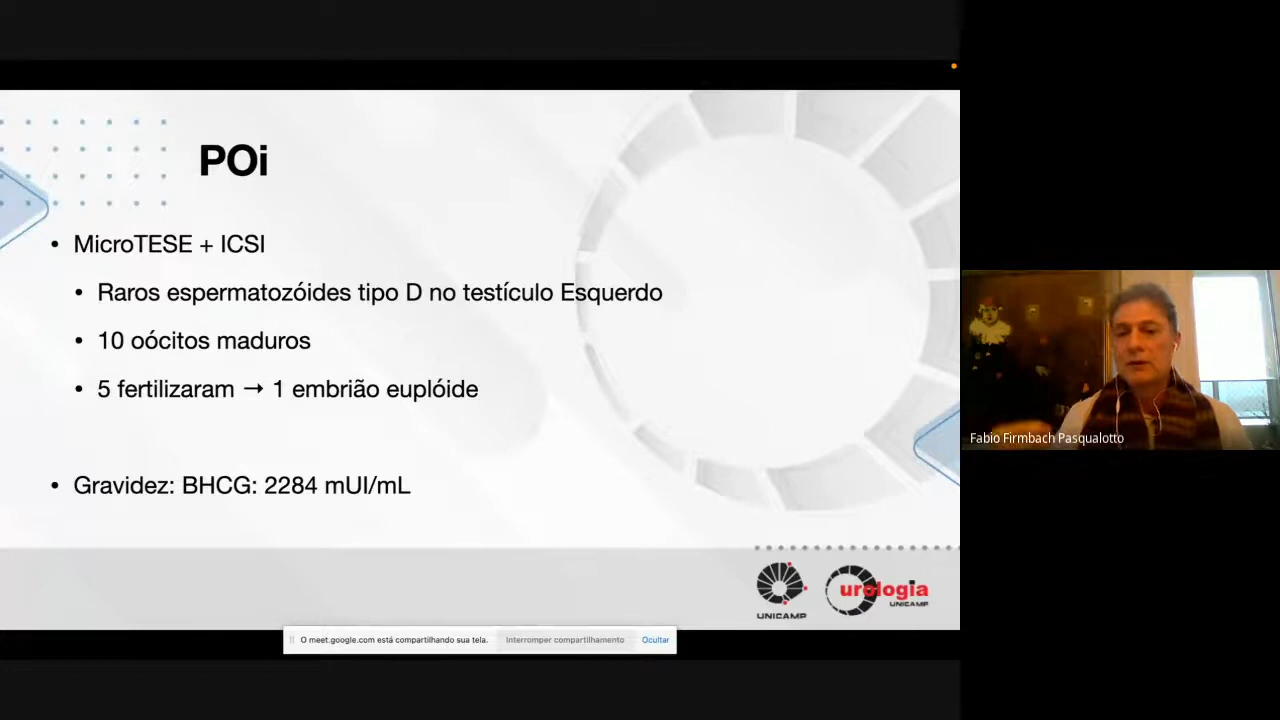 POi
• MicroTESE + ICSI
• Raros espermatozóides tipo D no testículo Esquerdo
• 10 oócitos maduros
• 5 fertilizaram → 1 embrião euplóide
• Gravidez: BHCG: 2284 mUI/mL
Fabio Firmbach Pasqualotto
UNICAMP
urologia
UNICAMP
O meet.google.com está compartilhando sua tela. Interromper compartilhamento Ocultar